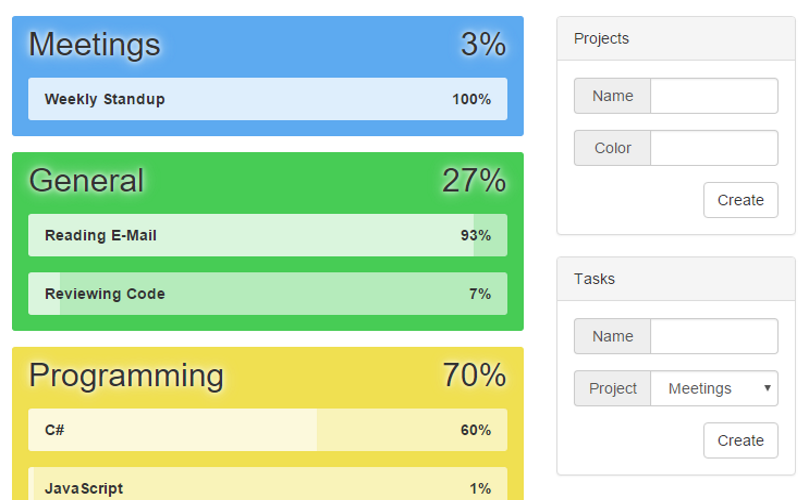 Meetings 3%
Weekly Standup 100%
General 27%
Reading E-Mail 93%
Reviewing Code 7%
Programming 70%
C# 60%
JavaScript 1%
Projects
Name
Color
Create
Tasks
Name
Project Meetings
Create